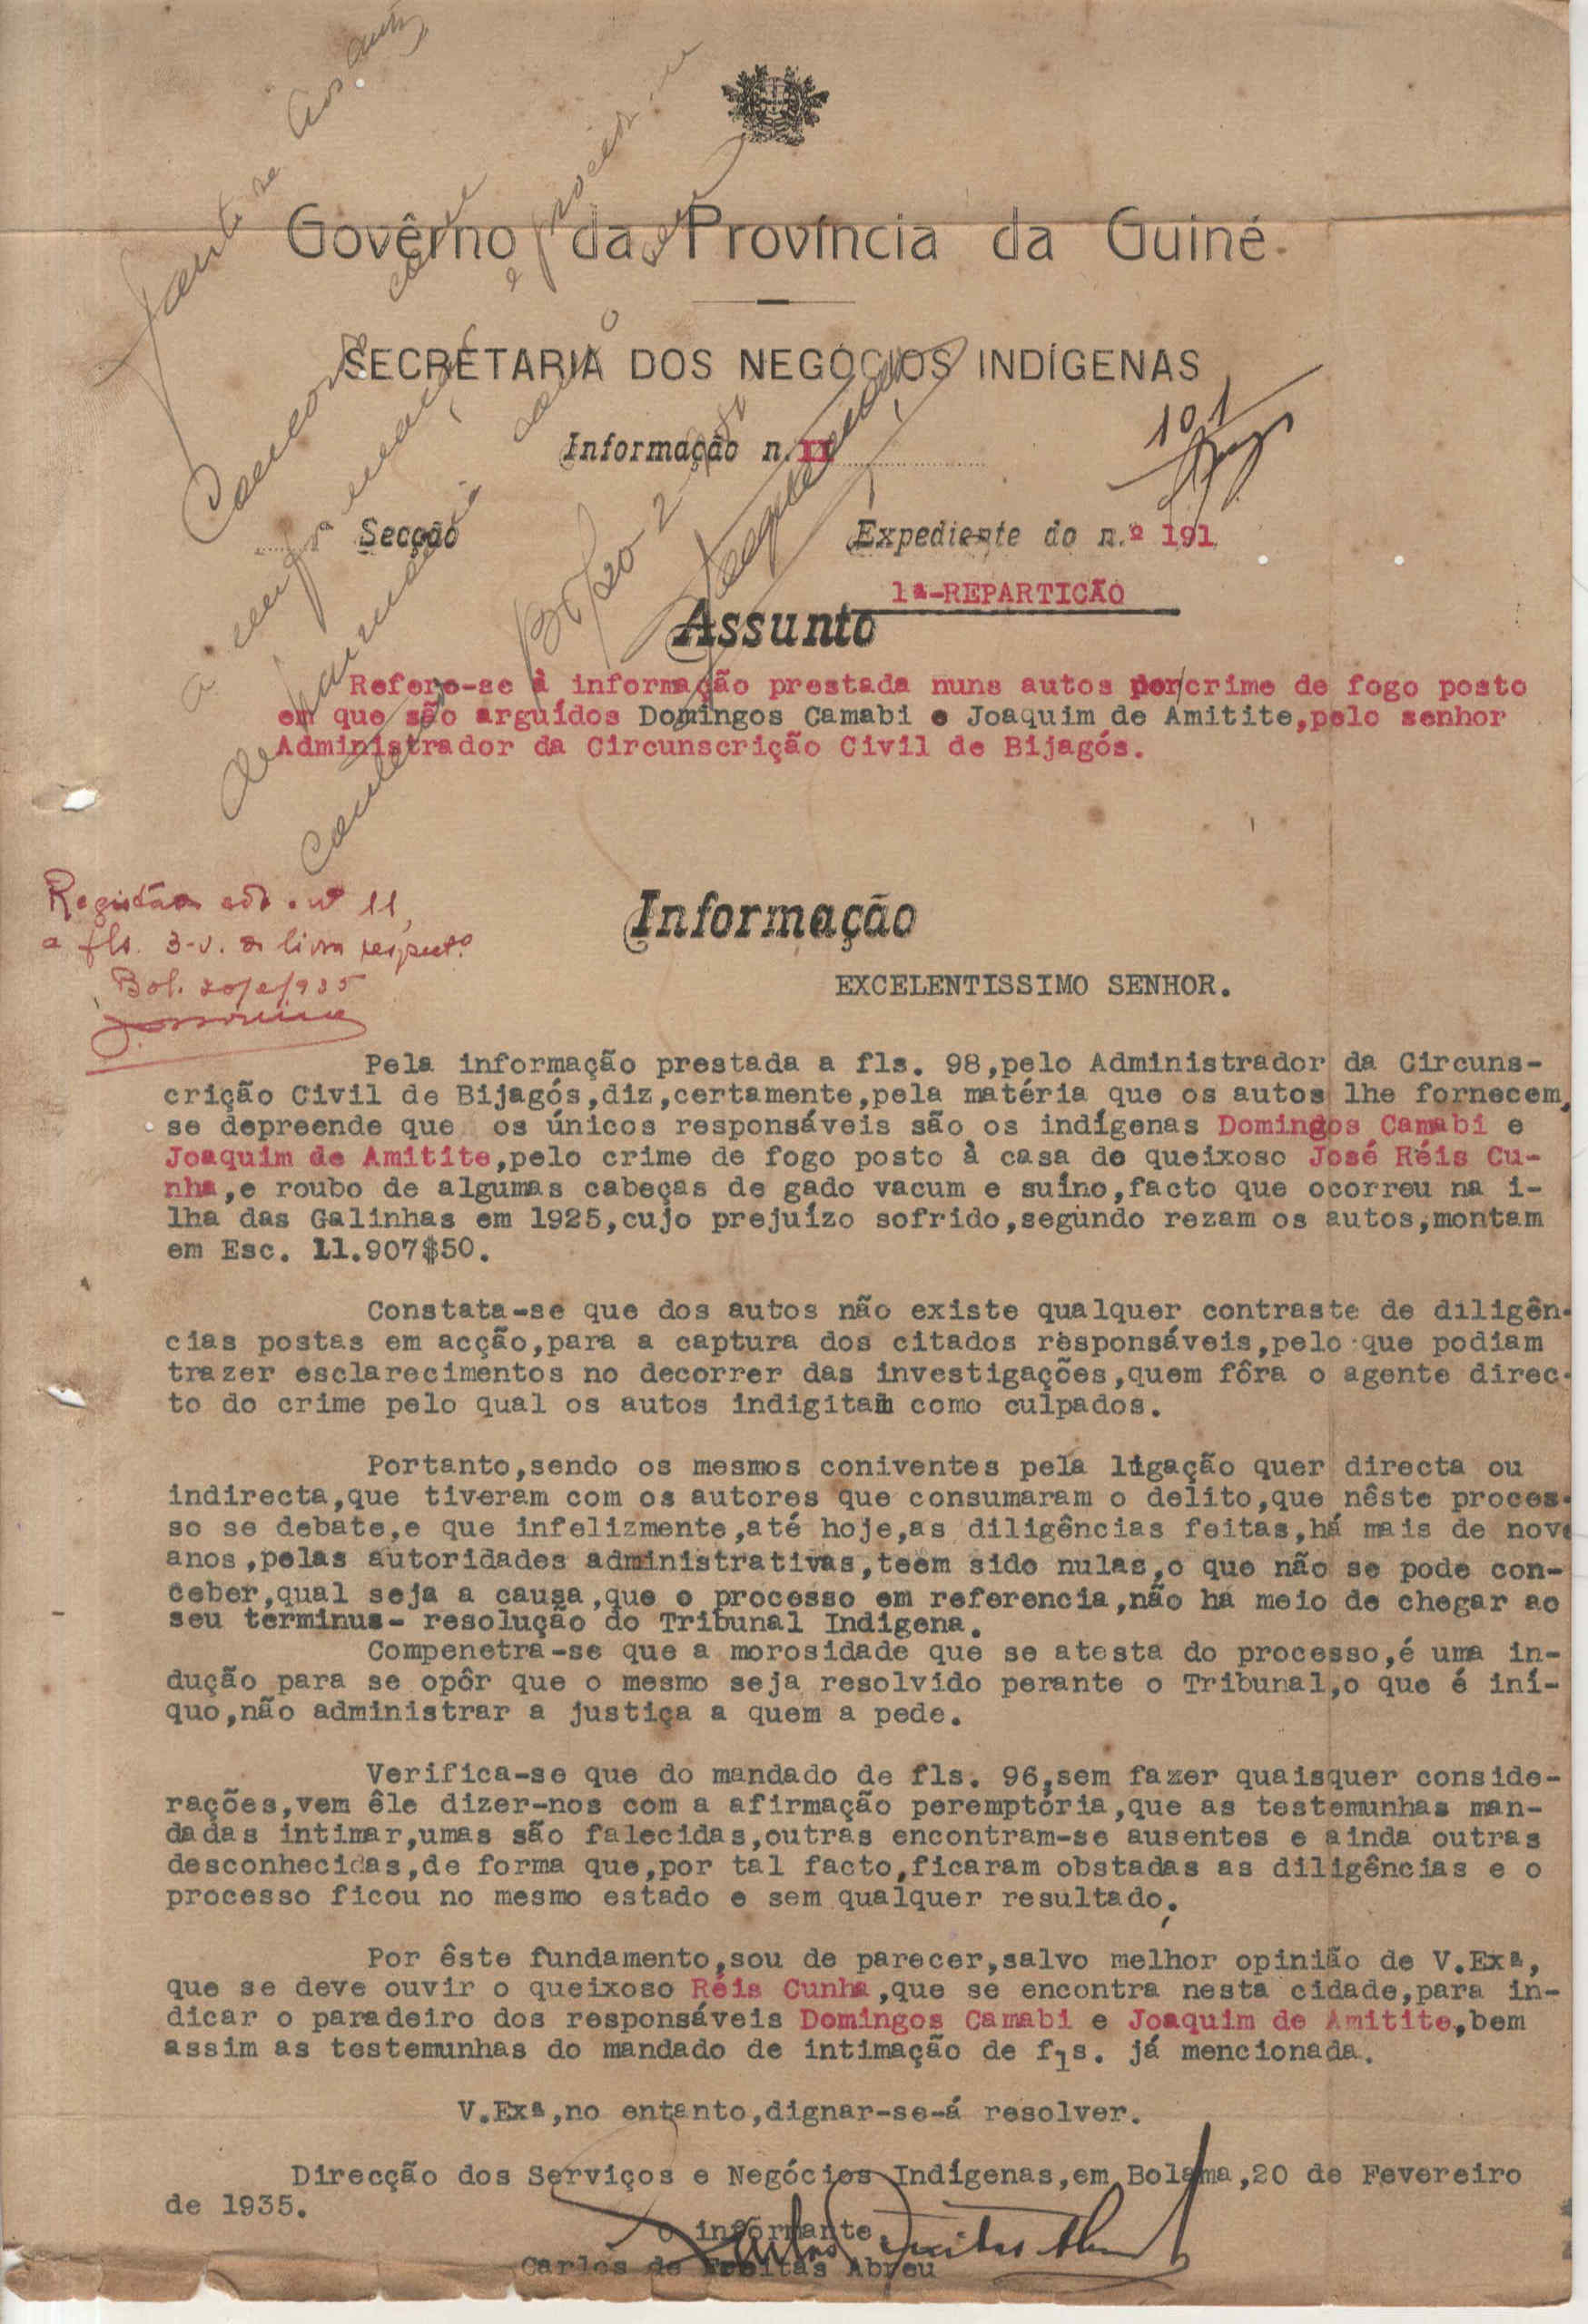 Govêrno da Província da Guiné
SECRETARIA DOS NEGÓCIOS INDÍGENAS
Informação n. 11
101
1ª Secção
Expediente do n.º 191
1ª-REPARTICÃO
Assunto
Refere-se à informação prestada nuns autos por crime de fogo posto
em que são arguídos Domingos Camabi e Joaquim de Amitite,pelo senhor
Administrador da Circunscrição Civil de Bijagós.
Junte-se aos autos
nº 11
a fls. 3-v. do livro respect.º
Bol. 20/2/935
Informação
EXCELENTISSIMO SENHOR.
Pela informação prestada a fls. 98,pelo Administrador da Circuns-
crição Civil de Bijagós,diz,certamente,pela matéria que os autos lhe fornecem,
se depreende que os únicos responsáveis são os indígenas Domingos Camabi e
Joaquim de Amitite,pelo crime de fogo posto à casa do queixoso José Réis Cu-
nha,e roubo de algumas cabeças de gado vacum e suíno,facto que ocorreu na i-
lha das Galinhas em 1925,cujo prejuízo sofrido,segundo rezam os autos,montam
em Esc. 11.907$50.
Constata-se que dos autos não existe qualquer contraste de diligên-
cias postas em acção,para a captura dos citados responsáveis,pelo que podiam
trazer esclarecimentos no decorrer das investigações,quem fôra o agente direc-
to do crime pelo qual os autos indigitam como culpados.
Portanto,sendo os mesmos coniventes pela ligação quer directa ou
indirecta,que tiveram com os autores que consumaram o delito,que nêste proces-
so se debate,e que infelizmente,até hoje,as diligências feitas,há mais de nove
anos,pelas autoridades administrativas,teem sido nulas,o que não se pode con-
ceber,qual seja a causa,que o processo em referencia,não há meio de chegar ao
seu terminus- resolução do Tribunal Indigena.
Compenetra-se que a morosidade que se atesta do processo,é uma in-
dução para se opôr que o mesmo seja resolvido perante o Tribunal,o que é iní-
quo,não administrar a justiça a quem a pede.
Verifica-se que do mandado de fls. 96,sem fazer quaisquer conside-
rações,vem êle dizer-nos com a afirmação peremptória,que as testemunhas man-
dadas intimar,umas são falecidas,outras encontram-se ausentes e ainda outras
desconhecidas,de forma que,por tal facto,ficaram obstadas as diligências e o
processo ficou no mesmo estado e sem qualquer resultado.
Por êste fundamento,sou de parecer,salvo melhor opinião de V.Exª,
que se deve ouvir o queixoso Réis Cunha,que se encontra nesta cidade,para in-
dicar o paradeiro dos responsáveis Domingos Camabi e Joaquim de Amitite,bem
assim as testemunhas do mandado de intimação de fls. já mencionada.
V.Exª,no entanto,dignar-se-á resolver.
Direcção dos Serviços e Negócios Indígenas,em Bolama,20 de Fevereiro
de 1935.
O informante
Carlos de Freitas Abreu